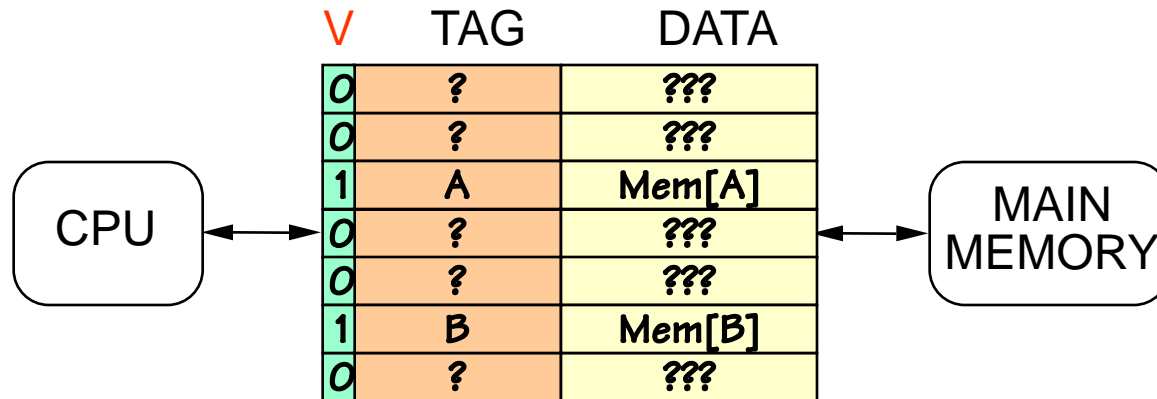 V TAG DATA
0 ? ???
0 ? ???
1 A Mem[A]
CPU
0 ? ???
MAIN
MEMORY
0 ? ???
1 B Mem[B]
0 ? ???